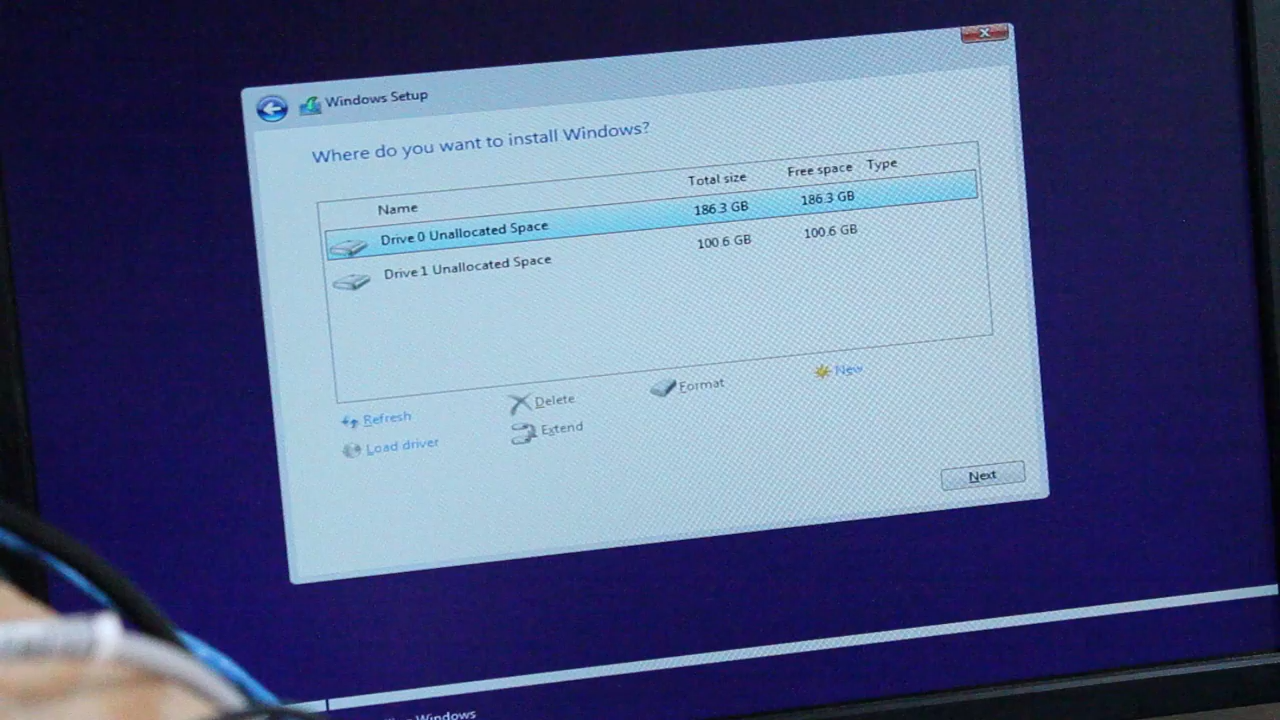 Windows Setup
Where do you want to install Windows?
Name Total size Free space Type
Drive 0 Unallocated Space 186.3 GB 186.3 GB
Drive 1 Unallocated Space 100.6 GB 100.6 GB
Refresh Delete Format New
Load driver Extend
Next
Windows